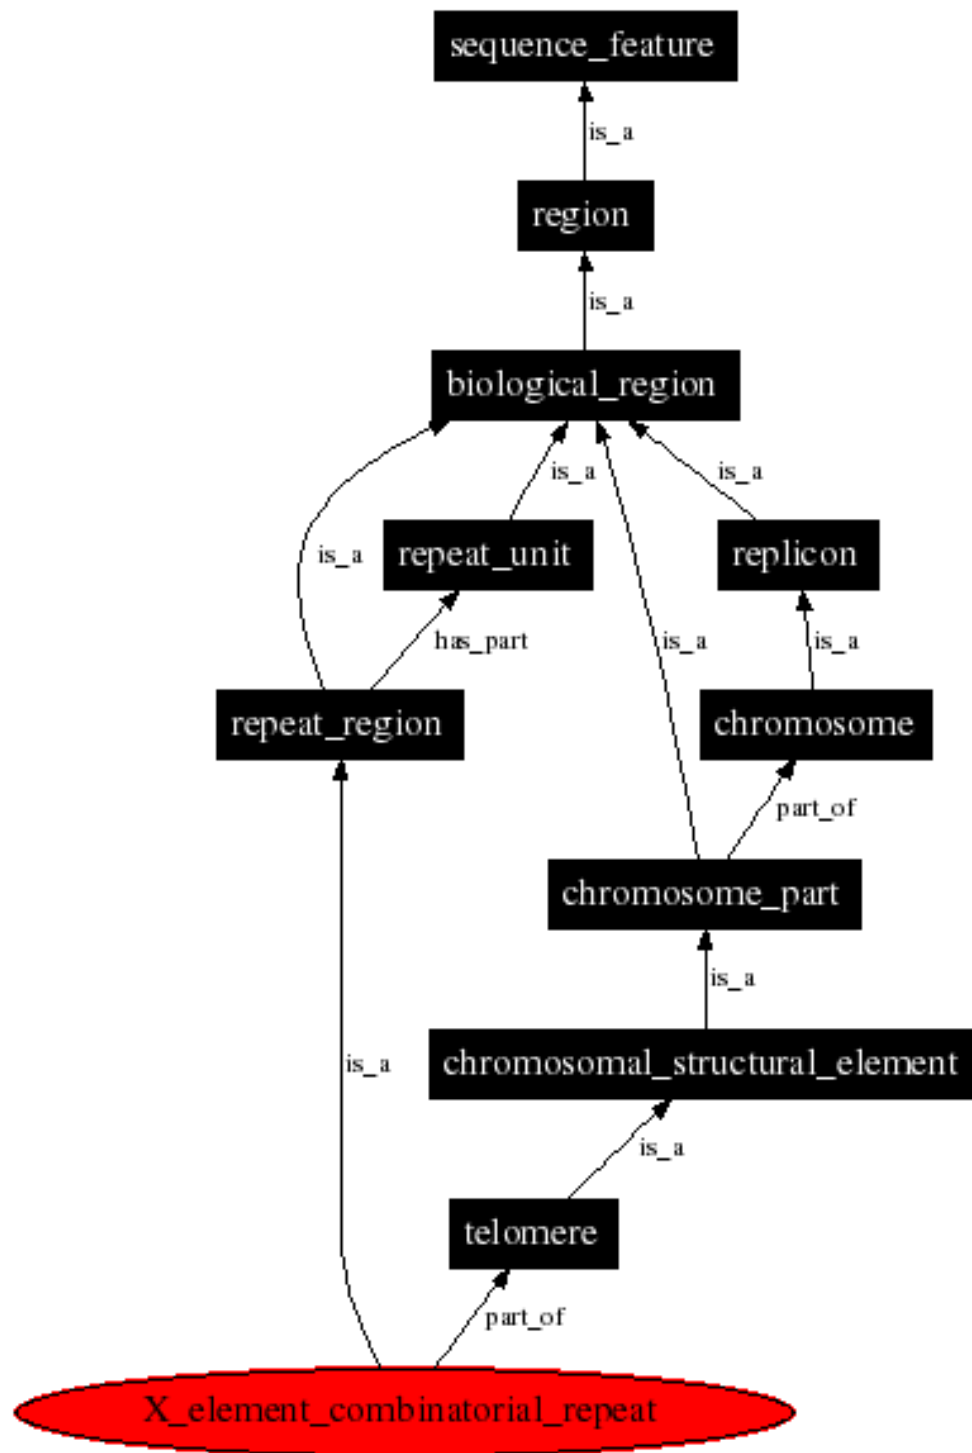 sequence_feature
is_a
region
is_a
biological_region
is_a
is_a
repeat_unit
replicon
is_a
has_part
is_a
is_a
repeat_region
chromosome
part_of
chromosome_part
is_a
is_a
chromosomal_structural_element
is_a
telomere
part_of
X_element_combinatorial_repeat